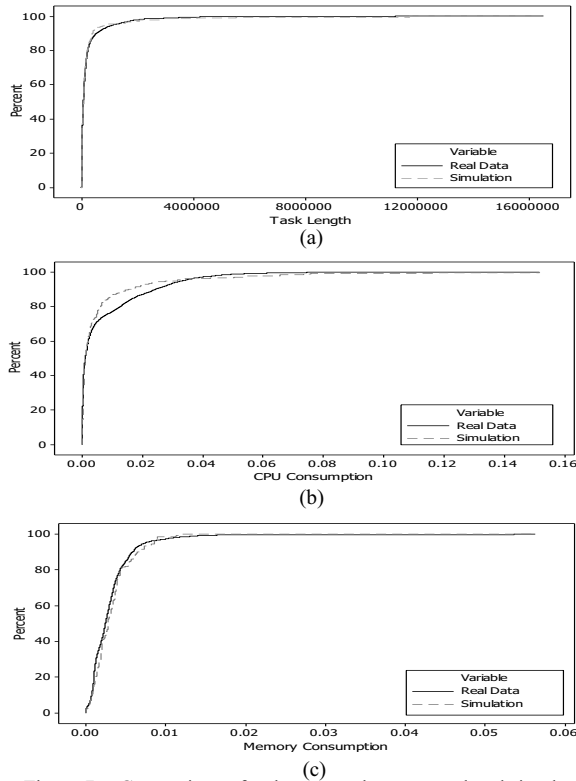 100
80
60
40
20
0
Percent
Variable
Real Data
Simulation
0 4000000 8000000 12000000 16000000
Task Length
(a)
100
80
60
40
20
0
Percent
Variable
Real Data
Simulation
0.00 0.02 0.04 0.06 0.08 0.10 0.12 0.14 0.16
CPU Consumption
(b)
100
80
60
40
20
0
Percent
Variable
Real Data
Simulation
0.00 0.01 0.02 0.03 0.04 0.05 0.06
Memory Consumption
(c)